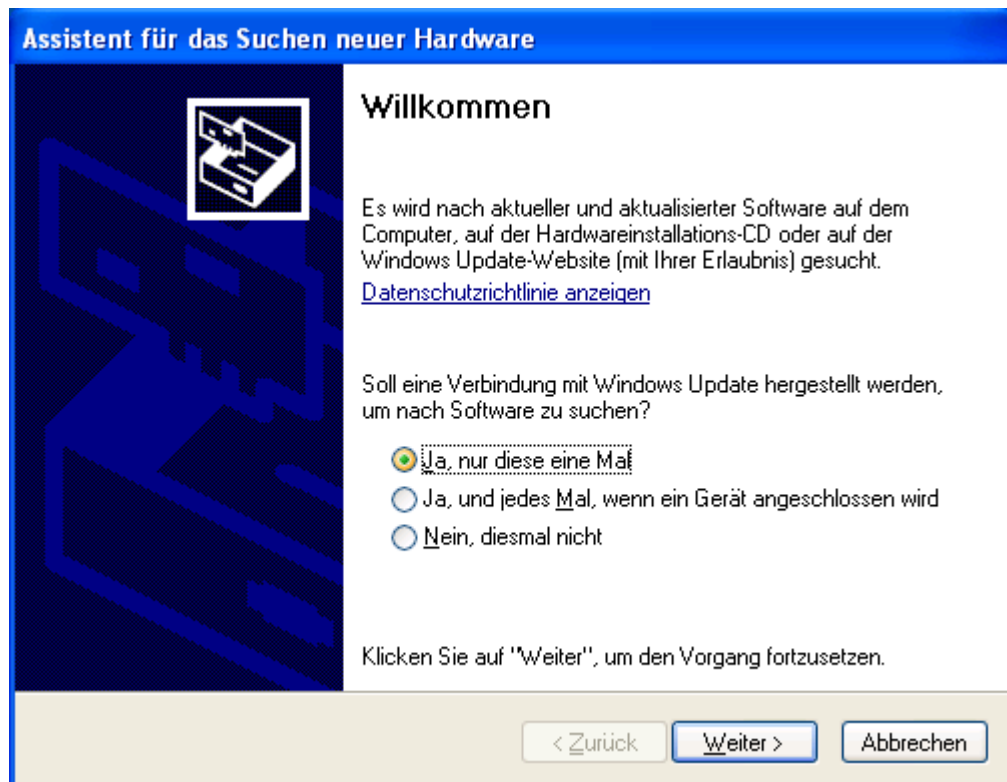 Assistent für das Suchen neuer Hardware
Willkommen
Es wird nach aktueller und aktualisierter Software auf dem
Computer, auf der Hardwareinstallations-CD oder auf der
Windows Update-Website (mit Ihrer Erlaubnis) gesucht.
Datenschutzrichtlinie anzeigen
Soll eine Verbindung mit Windows Update hergestellt werden,
um nach Software zu suchen?
Ja, nur diese eine Mal
Ja, und jedes Mal, wenn ein Gerät angeschlossen wird
Nein, diesmal nicht
Klicken Sie auf "Weiter", um den Vorgang fortzusetzen.
< Zurück Weiter > Abbrechen